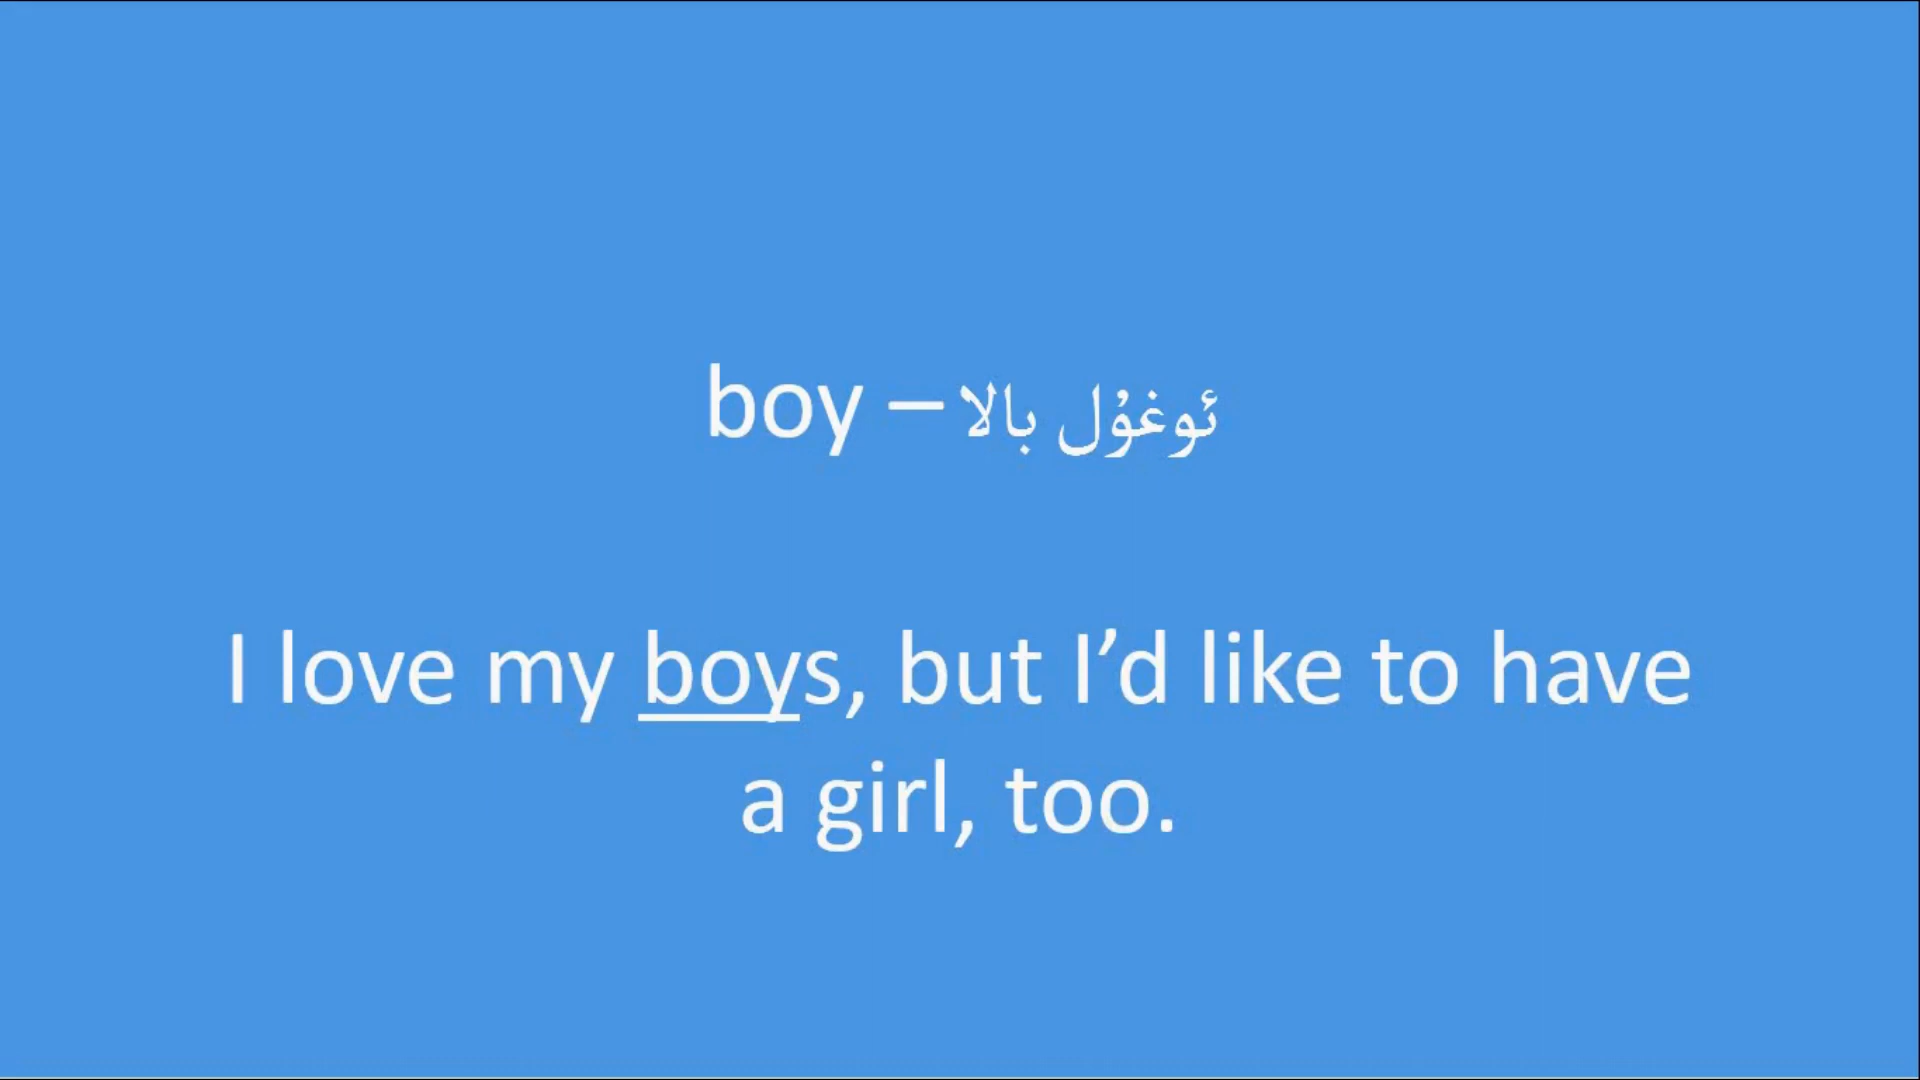 boy – ئوغۇل بالا
I love my boys, but I’d like to have
a girl, too.